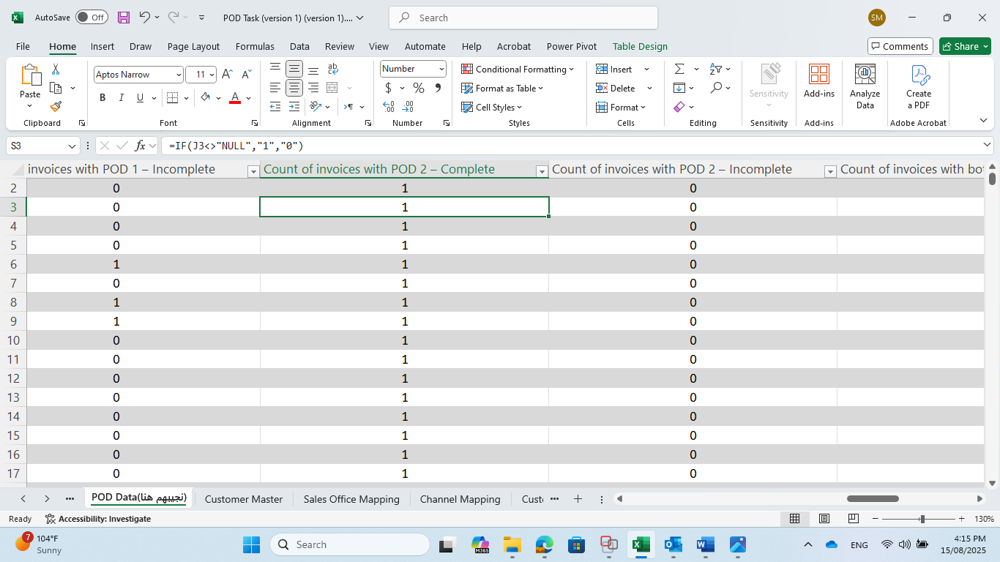 AutoSave Off POD Task (version 1) (version 1).... Search SM
File Home Insert Draw Page Layout Formulas Data Review View Automate Help Acrobat Power Pivot Table Design Comments Share
Paste
Clipboard
Aptos Narrow 11 A A
B I U A
Font
ab
Alignment
Number
$ % 9
Number
Conditional Formatting
Format as Table
Cell Styles
Styles
Insert
Delete
Format
Cells
Editing
Sensitivity
Sensitivity
Add-ins
Add-ins
Analyze
Data
Create
a PDF
Adobe Acrobat
S3 fx =IF(J3<>"NULL","1","0")
invoices with POD 1 – Incomplete Count of invoices with POD 2 – Complete Count of invoices with POD 2 – Incomplete Count of invoices with bo
2 0 1 0
3 0 1 0
4 0 1 0
5 0 1 0
6 1 1 0
7 0 1 0
8 1 1 0
9 1 1 0
10 0 1 0
11 0 1 0
12 0 1 0
13 0 1 0
14 0 1 0
15 0 1 0
16 0 1 0
17 0 1 0
POD Data(نجيبهم هنا) Customer Master Sales Office Mapping Channel Mapping Cust
Ready Accessibility: Investigate 130%
7 104°F
Sunny
Search
M365
ENG
4:15 PM
15/08/2025